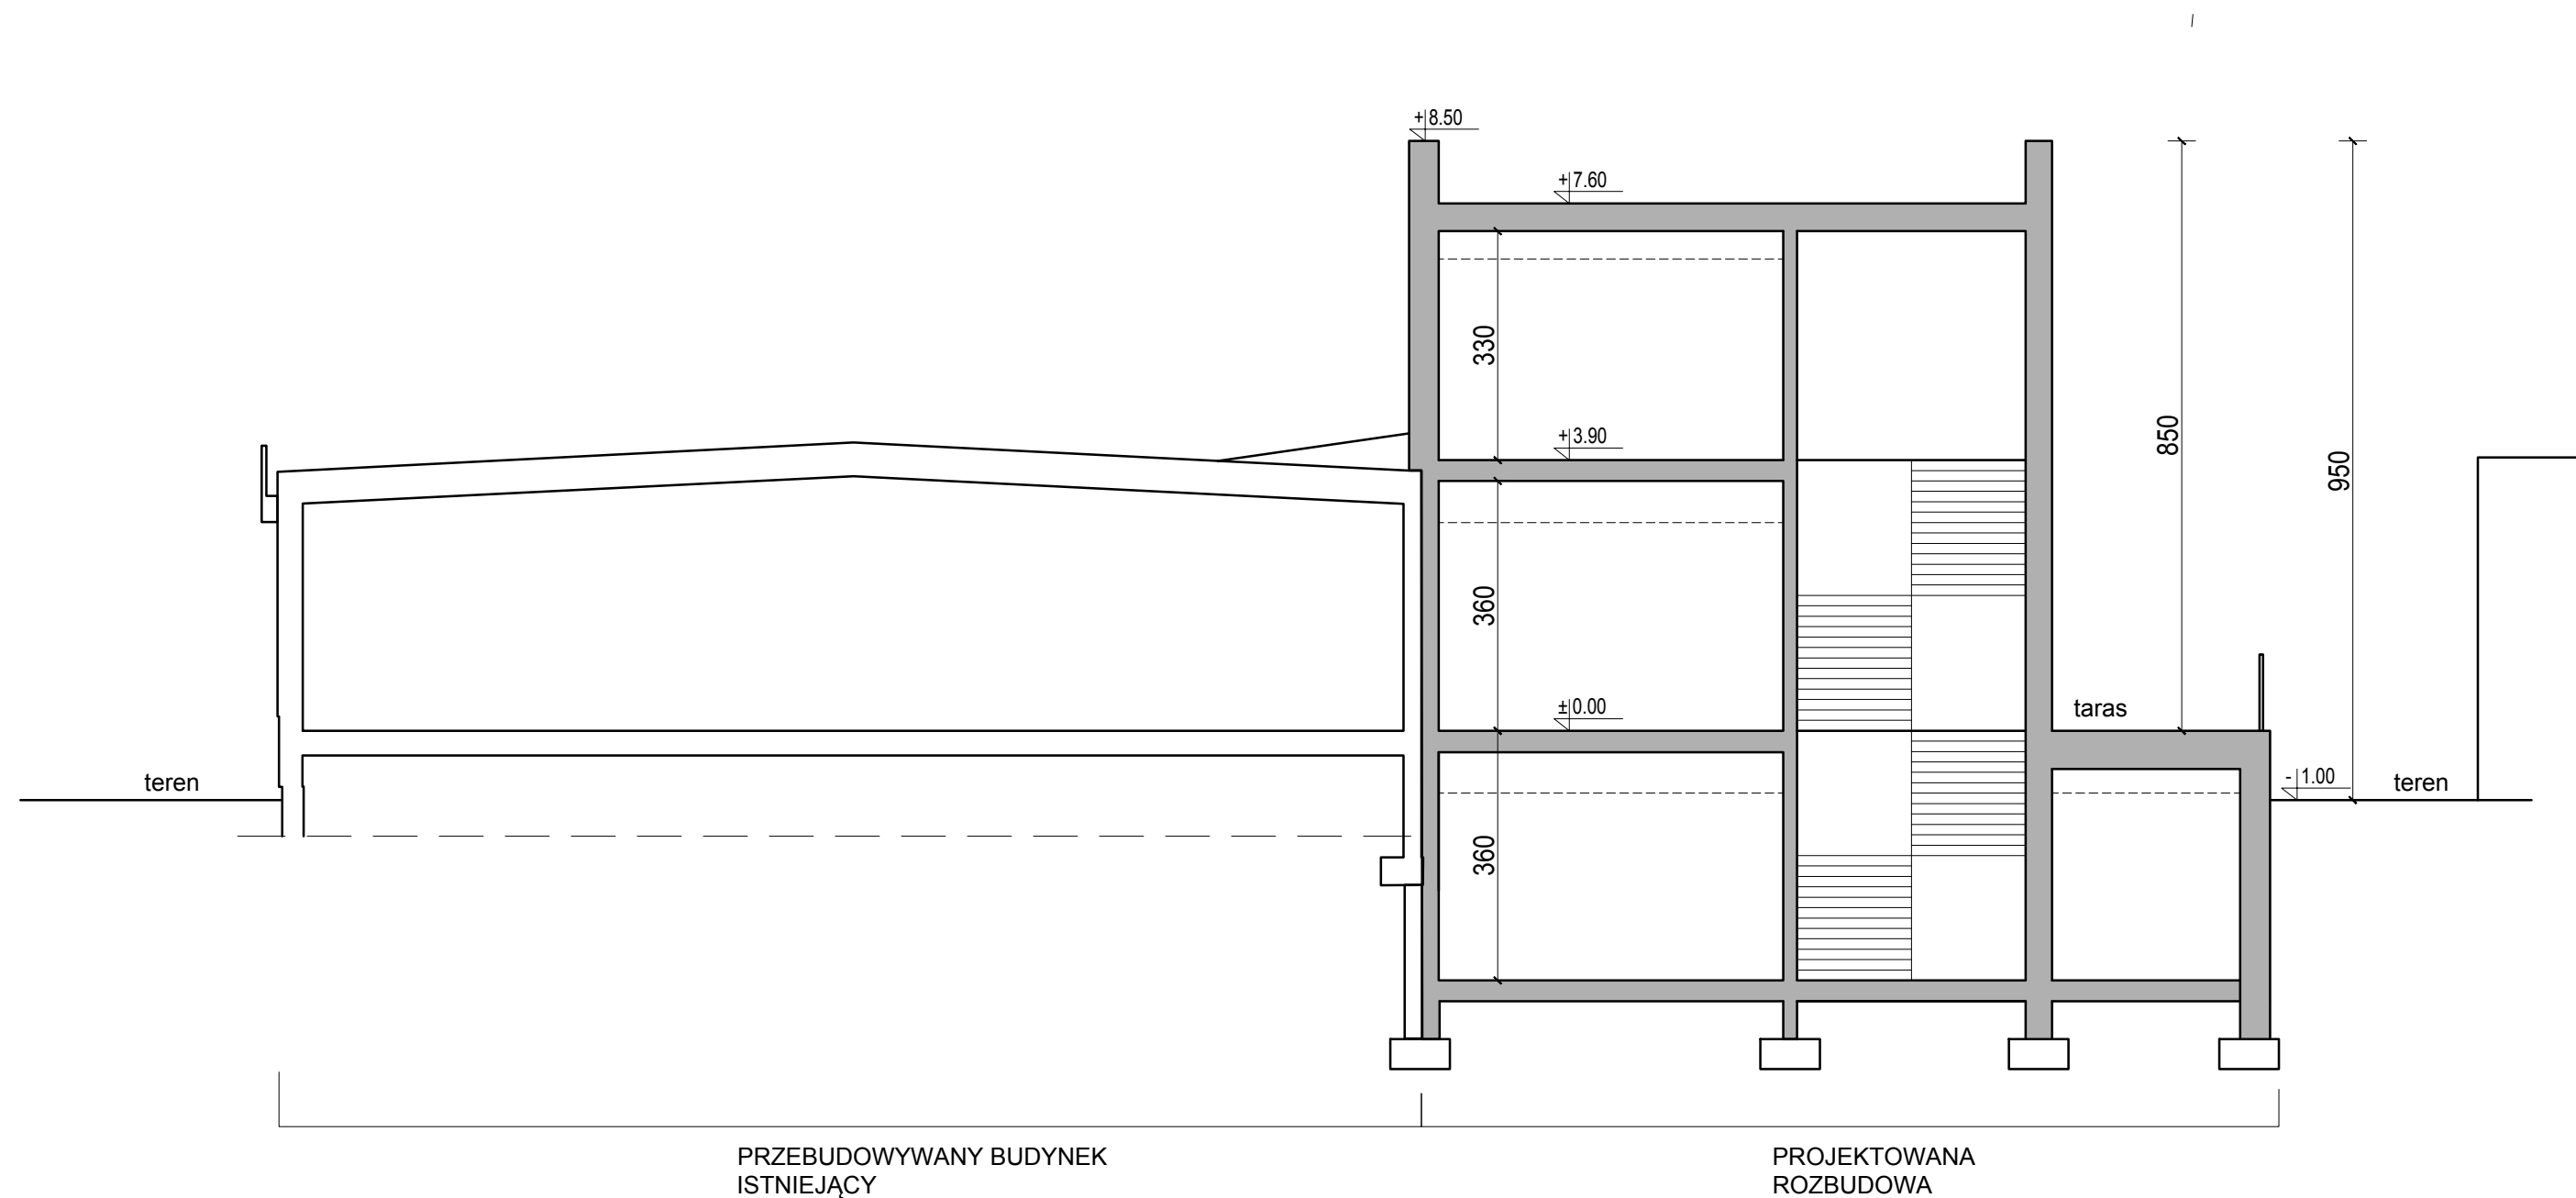 +8.50
+7.60
330
+3.90
850
950
360
±0.00
taras
teren
-1.00
teren
360
PRZEBUDOWYWANY BUDYNEK
ISTNIEJĄCY
PROJEKTOWANA
ROZBUDOWA